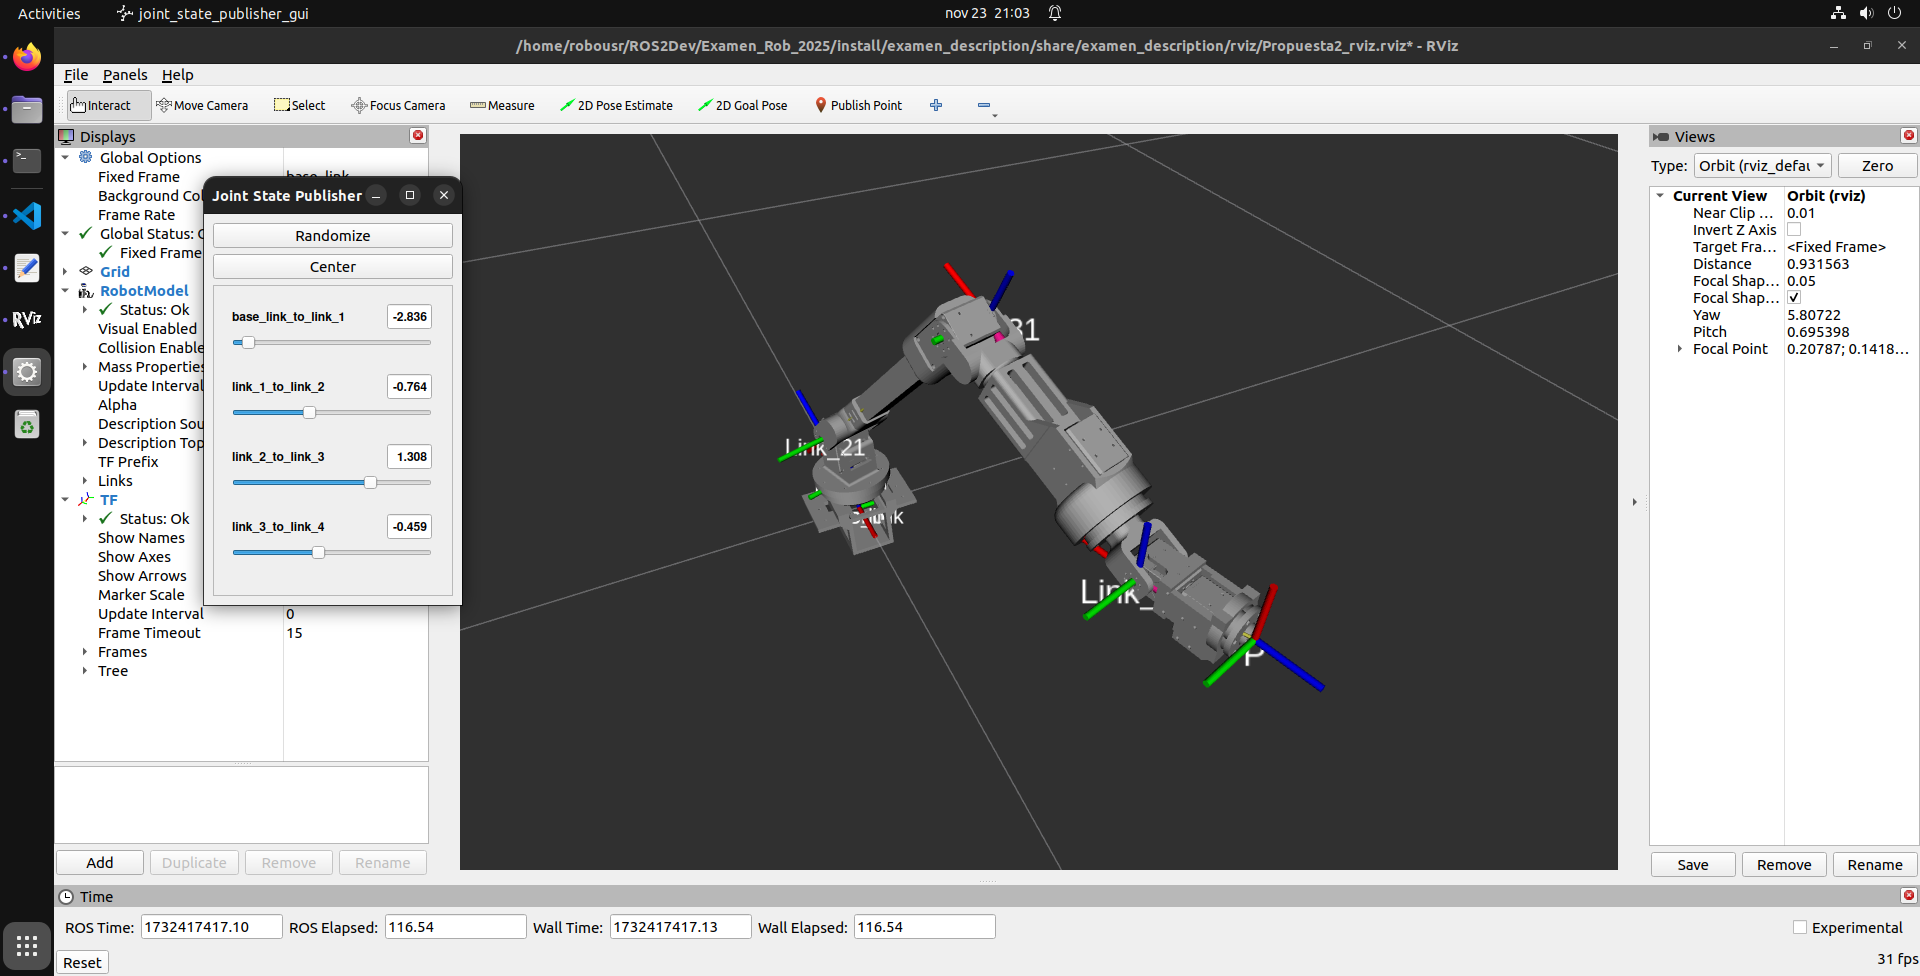 Activities
joint_state_publisher_gui
nov 23 21:03
/home/robousr/ROS2Dev/Examen_Rob_2025/install/examen_description/share/examen_description/rviz/Propuesta2_rviz.rviz* - RViz
File Panels Help
Interact Move Camera Select Focus Camera Measure 2D Pose Estimate 2D Goal Pose Publish Point
Displays
Global Options
Fixed Frame
Background Co
Frame Rate
Global Status:
Fixed Frame
Grid
RobotModel
Status: Ok
Visual Enabled
Collision Enable
Mass Properties
Update Interval
Alpha
Description Sou
Description Top
TF Prefix
Links
TF
Status: Ok
Show Names
Show Axes
Show Arrows
Marker Scale
Update Interval 0
Frame Timeout 15
Frames
Tree
Add Duplicate Remove Rename
Joint State Publisher
Randomize
Center
base_link_to_link_1 -2.836
link_1_to_link_2 -0.764
link_2_to_link_3 1.308
link_3_to_link_4 -0.459
31
Link_21
Link_
P
Views
Type: Orbit (rviz_defau Zero
Current View Orbit (rviz)
Near Clip ... 0.01
Invert Z Axis
Target Fra... <Fixed Frame>
Distance 0.931563
Focal Shap... 0.05
Focal Shap...
Yaw 5.80722
Pitch 0.695398
Focal Point 0.20787; 0.1418...
Save Remove Rename
Time
ROS Time: 1732417417.10 ROS Elapsed: 116.54 Wall Time: 1732417417.13 Wall Elapsed: 116.54
Experimental
Reset
31 fps
RViz